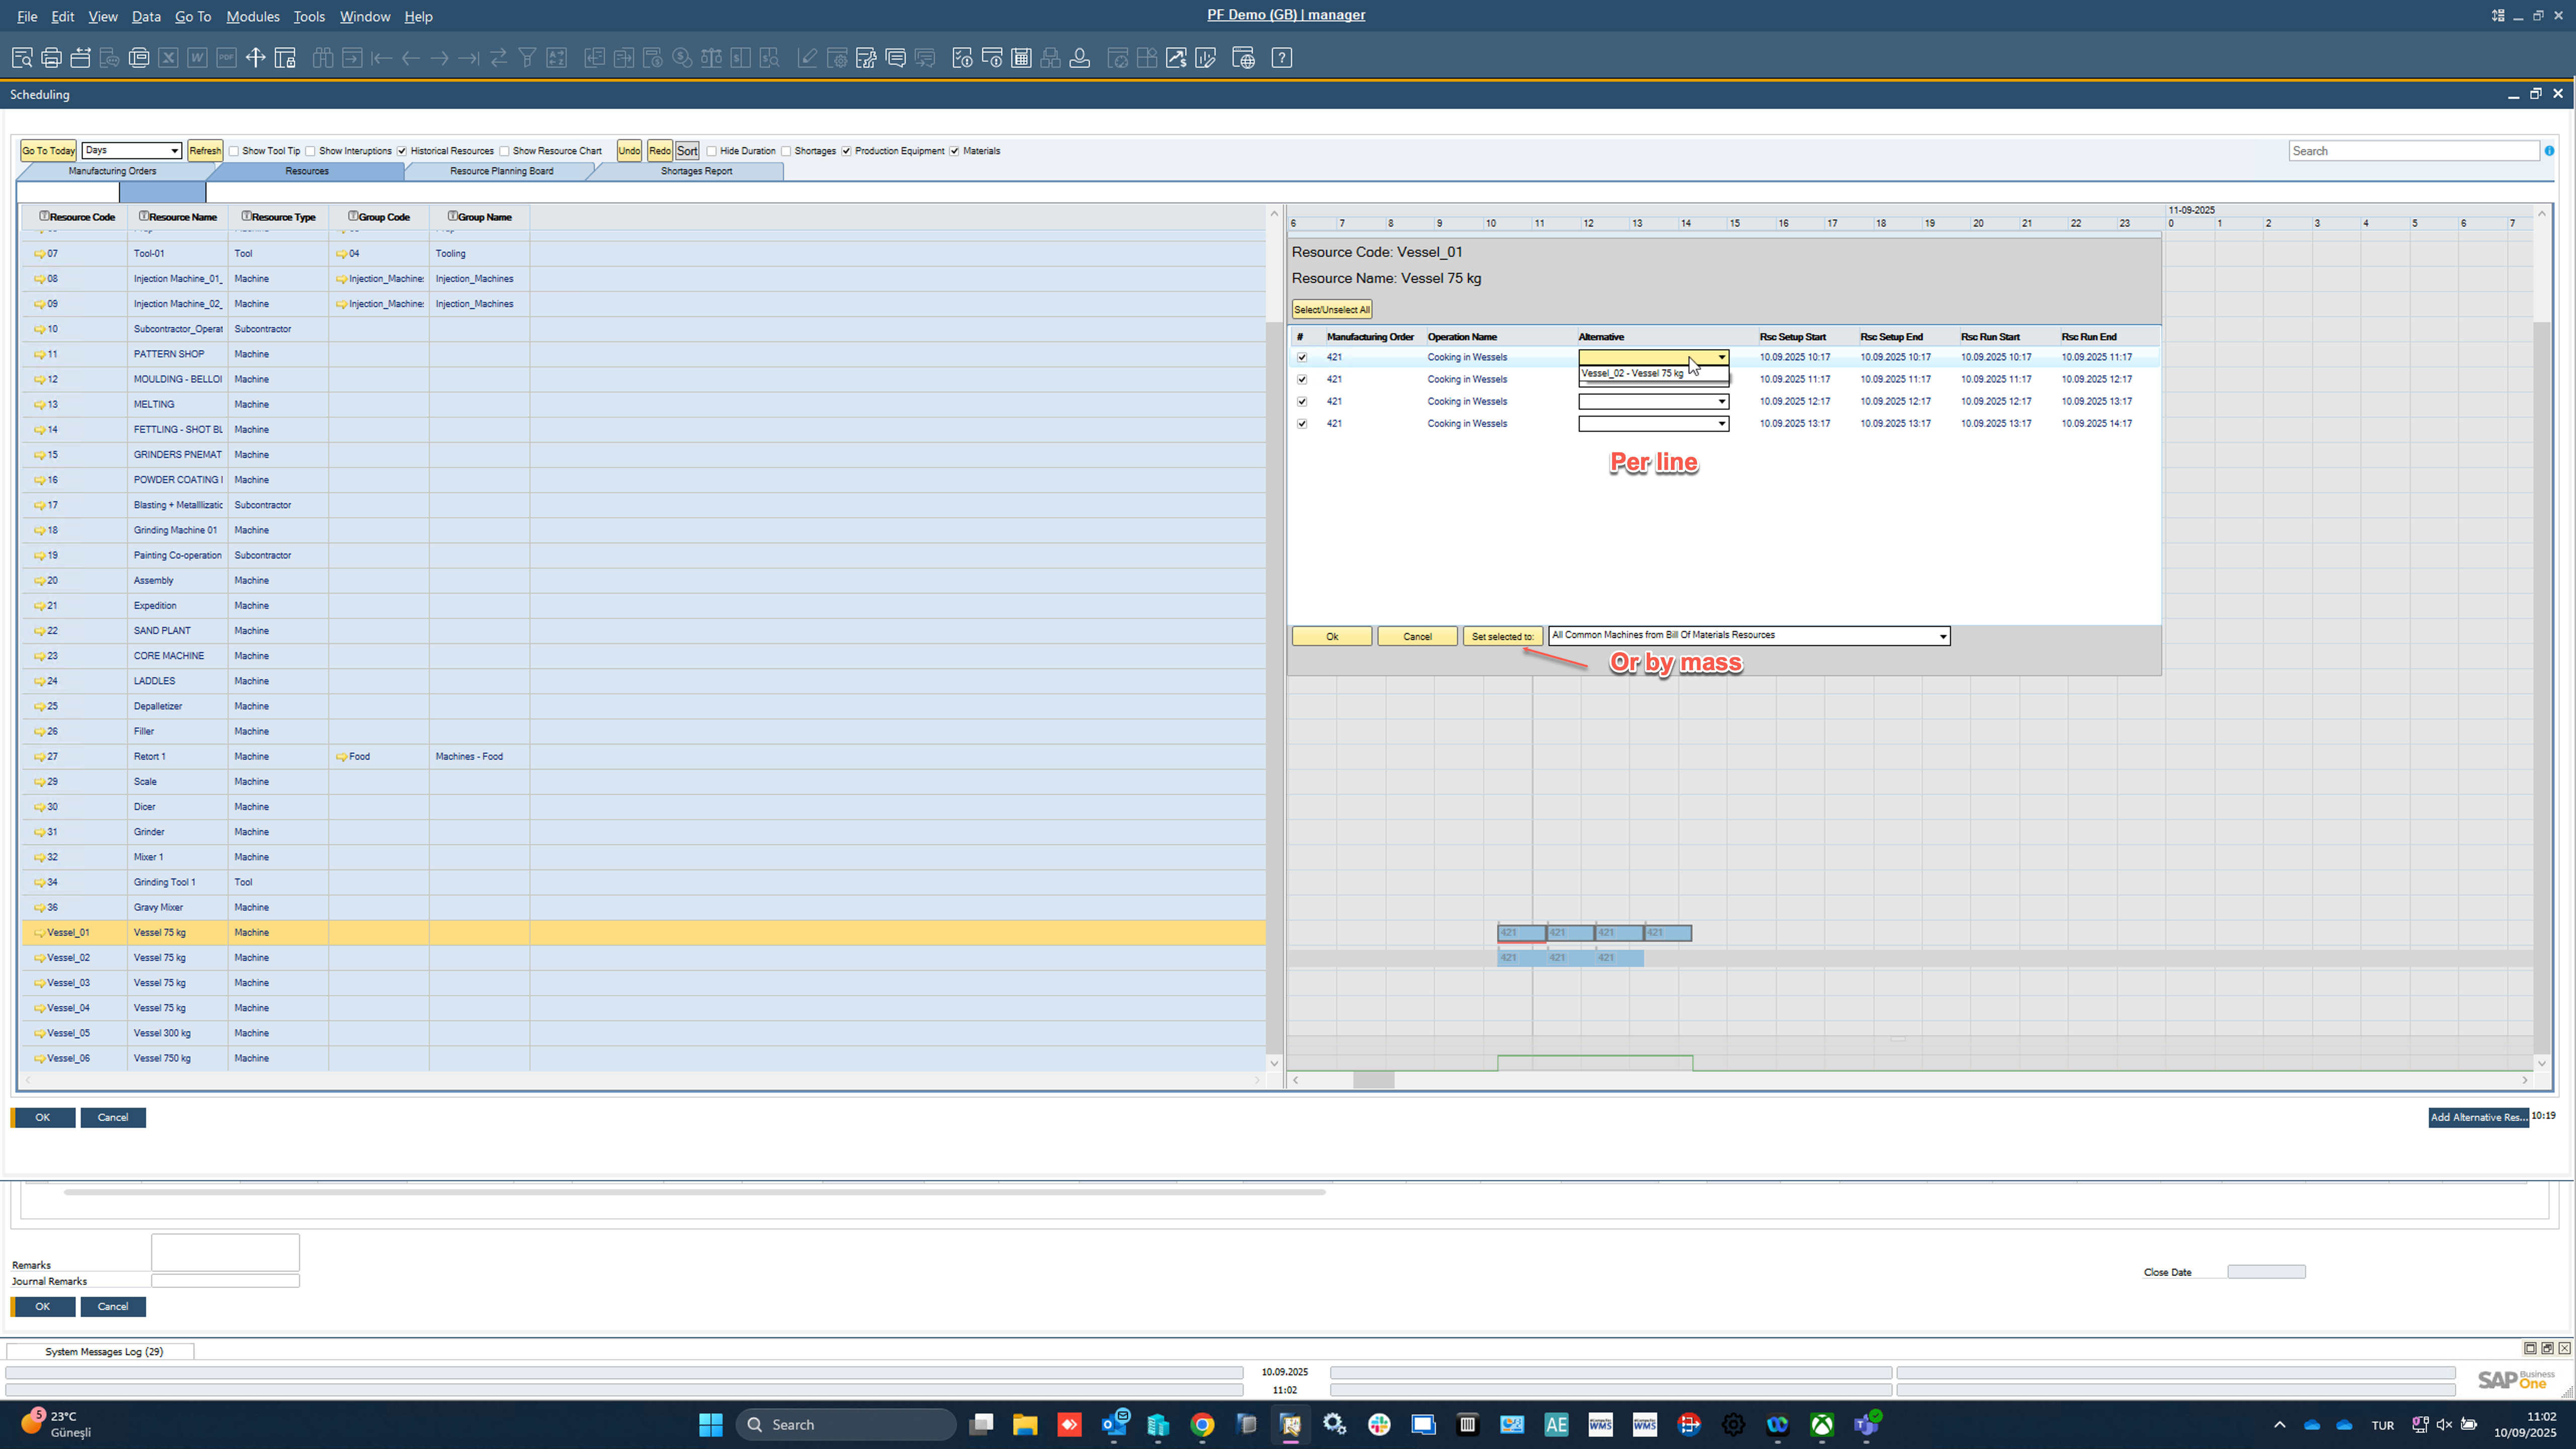 File Edit View Data Go To Modules Tools Window Help
PF Demo (GB) | manager
Scheduling
Go To Today Days Refresh Show Tool Tip Show Interuptions Historical Resources Show Resource Chart Undo Redo Sort Hide Duration Shortages Production Equipment Materials
Search
Manufacturing Orders Resources Resource Planning Board Shortages Report
Resource Code Resource Name Resource Type Group Code Group Name
07 Tool-01 Tool 04 Tooling
08 Injection Machine_01_ Machine Injection_Machine: Injection_Machines
09 Injection Machine_02_ Machine Injection_Machine: Injection_Machines
10 Subcontractor_Operat Subcontractor
11 PATTERN SHOP Machine
12 MOULDING - BELLOI Machine
13 MELTING Machine
14 FETTLING - SHOT BL Machine
15 GRINDERS PNEMAT Machine
16 POWDER COATING I Machine
17 Blasting + Metalllizatic Subcontractor
18 Grinding Machine 01 Machine
19 Painting Co-operation Subcontractor
20 Assembly Machine
21 Expedition Machine
22 SAND PLANT Machine
23 CORE MACHINE Machine
24 LADDLES Machine
25 Depalletizer Machine
26 Filler Machine
27 Retort 1 Machine Food Machines - Food
29 Scale Machine
30 Dicer Machine
31 Grinder Machine
32 Mixer 1 Machine
34 Grinding Tool 1 Tool
36 Gravy Mixer Machine
Vessel_01 Vessel 75 kg Machine
Vessel_02 Vessel 75 kg Machine
Vessel_03 Vessel 75 kg Machine
Vessel_04 Vessel 75 kg Machine
Vessel_05 Vessel 300 kg Machine
Vessel_06 Vessel 750 kg Machine
11-09-2025
6 7 8 9 10 11 12 13 14 15 16 17 18 19 20 21 22 23 0 1 2 3 4 5 6 7
Resource Code: Vessel_01
Resource Name: Vessel 75 kg
Select/Unselect All
# Manufacturing Order Operation Name Alternative Rsc Setup Start Rsc Setup End Rsc Run Start Rsc Run End
421 Cooking in Wessels 10.09.2025 10:17 10.09.2025 10:17 10.09.2025 10:17 10.09.2025 11:17
Vessel_02 - Vessel 75 kg
421 Cooking in Wessels 10.09.2025 11:17 10.09.2025 11:17 10.09.2025 11:17 10.09.2025 12:17
421 Cooking in Wessels 10.09.2025 12:17 10.09.2025 12:17 10.09.2025 12:17 10.09.2025 13:17
421 Cooking in Wessels 10.09.2025 13:17 10.09.2025 13:17 10.09.2025 13:17 10.09.2025 14:17
Per line
Ok Cancel Set selected to: All Common Machines from Bill Of Materials Resources
Or by mass
421 421 421 421
421 421 421
OK Cancel
Add Alternative Res... 10:19
Remarks
Journal Remarks
Close Date
OK Cancel
System Messages Log (29)
10.09.2025
11:02
SAP Business One
5 23°C
Güneşli
Search
AE WMS WMS
TUR
11:02
10/09/2025